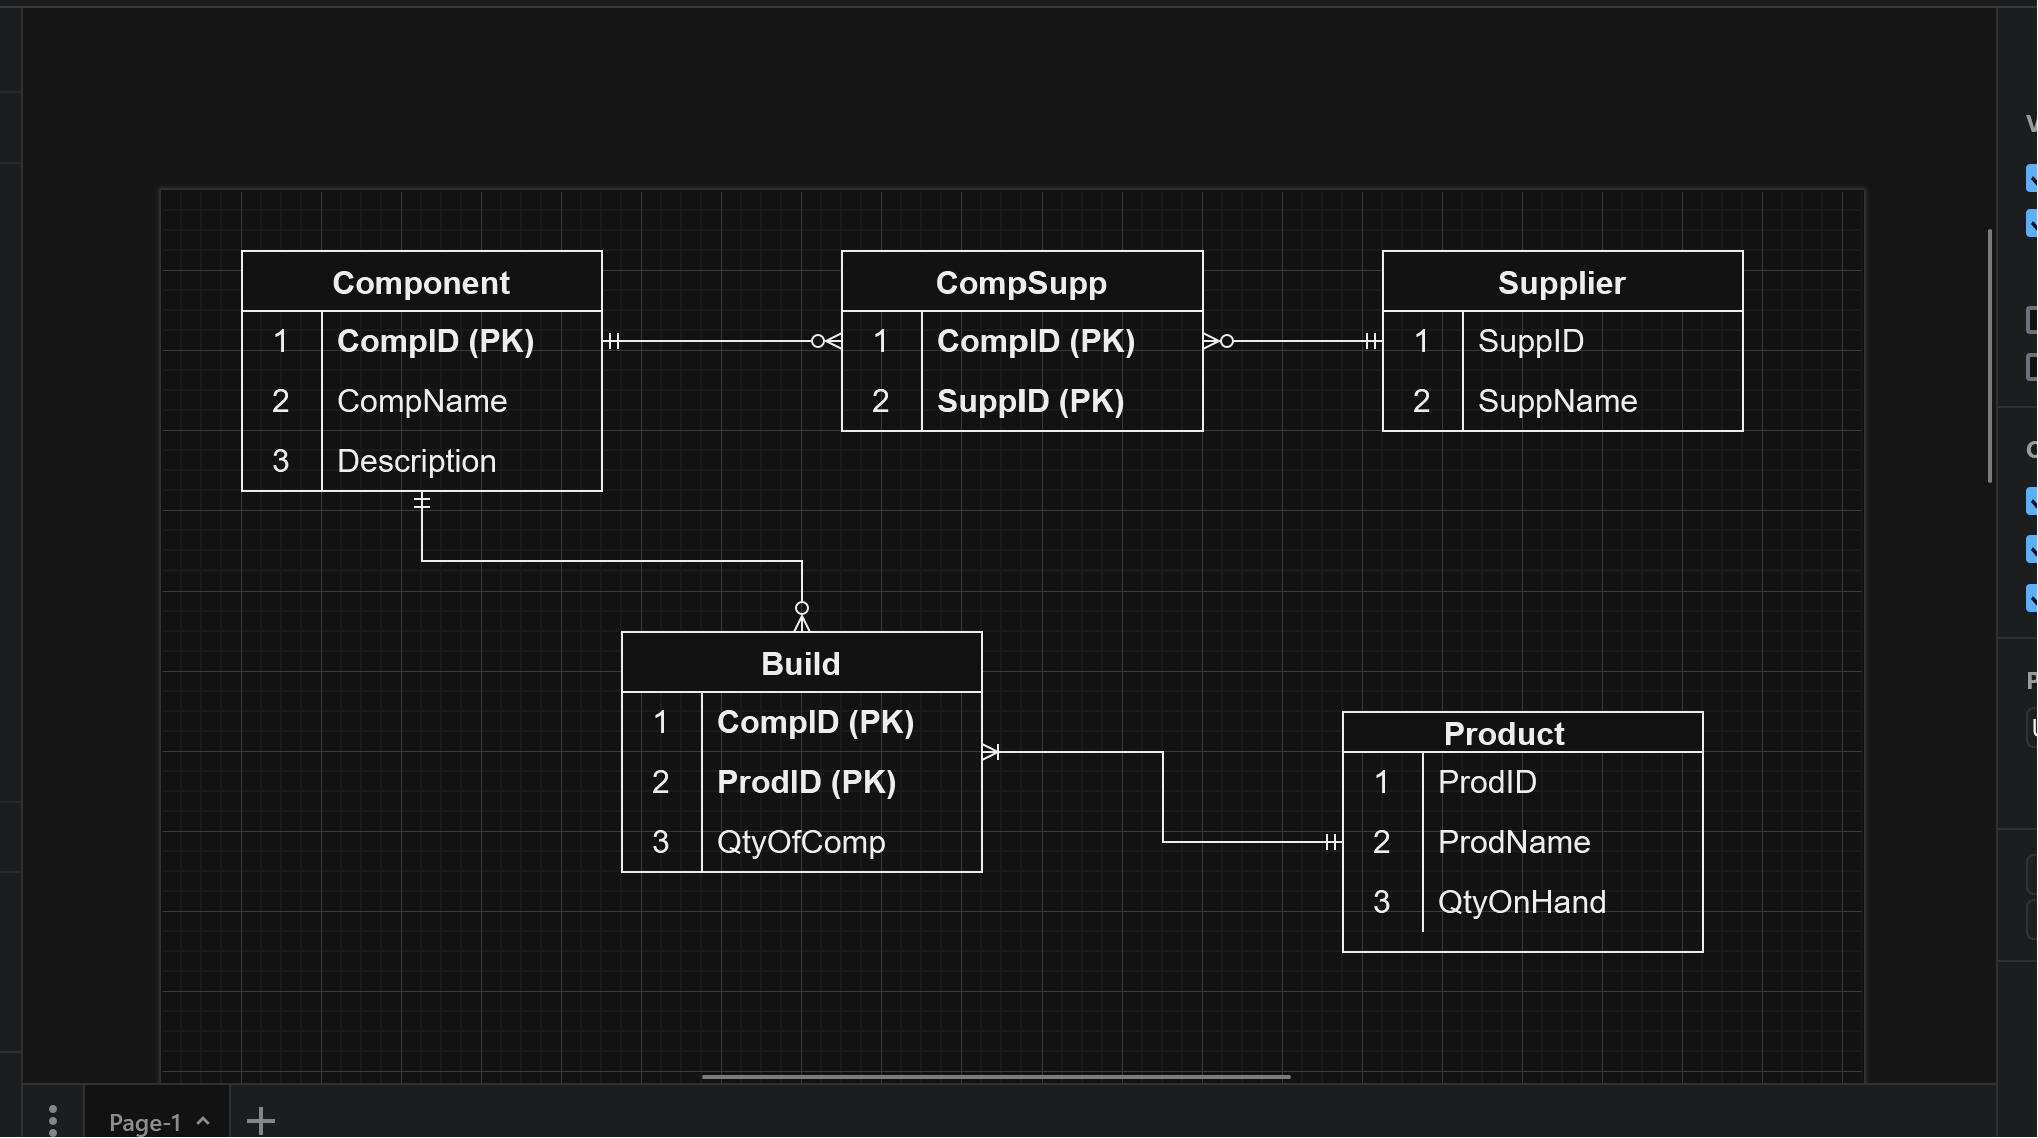 Component
1 CompID (PK)
2 CompName
3 Description
CompSupp
1 CompID (PK)
2 SuppID (PK)
Supplier
1 SuppID
2 SuppName
Build
1 CompID (PK)
2 ProdID (PK)
3 QtyOfComp
Product
1 ProdID
2 ProdName
3 QtyOnHand
Page-1